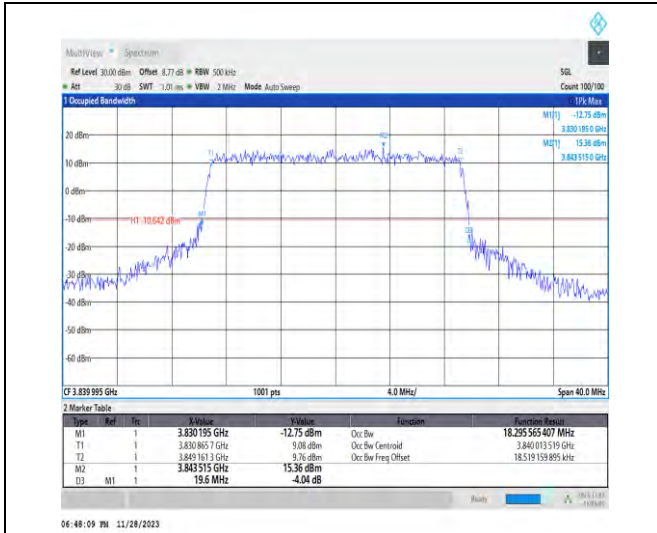 MultiView Spectrum
Ref Level 30.00 dBm Offset 8.77 dB RBW 500 kHz SGL
Att 30 dB SWT 1.01 ms VBW 2 MHz Mode Auto Sweep Count 100/100
1 Occupied Bandwidth 1Pk Max
M1[1] -12.75 dBm
3.830 195 0 GHz
20 dBm M2[1] 15.36 dBm
3.843 515 0 GHz
M2
T1 T2
10 dBm
0 dBm
-10 dBm H1 -10.642 dBm M1
D3
-20 dBm
-30 dBm
-40 dBm
-50 dBm
-60 dBm
CF 3.839 995 GHz 1001 pts 4.0 MHz/ Span 40.0 MHz
2 Marker Table
Type Ref Trc X-Value Y-Value Function Function Result
M1 1 3.830 195 GHz -12.75 dBm Occ Bw 18.295 565 407 MHz
T1 1 3.830 865 7 GHz 9.08 dBm Occ Bw Centroid 3.840 013 519 GHz
T2 1 3.849 161 3 GHz 9.76 dBm Occ Bw Freq Offset 18.519 159 895 kHz
M2 1 3.843 515 GHz 15.36 dBm
D3 M1 1 19.6 MHz -4.04 dB
Ready
06:48:09 PM 11/28/2023